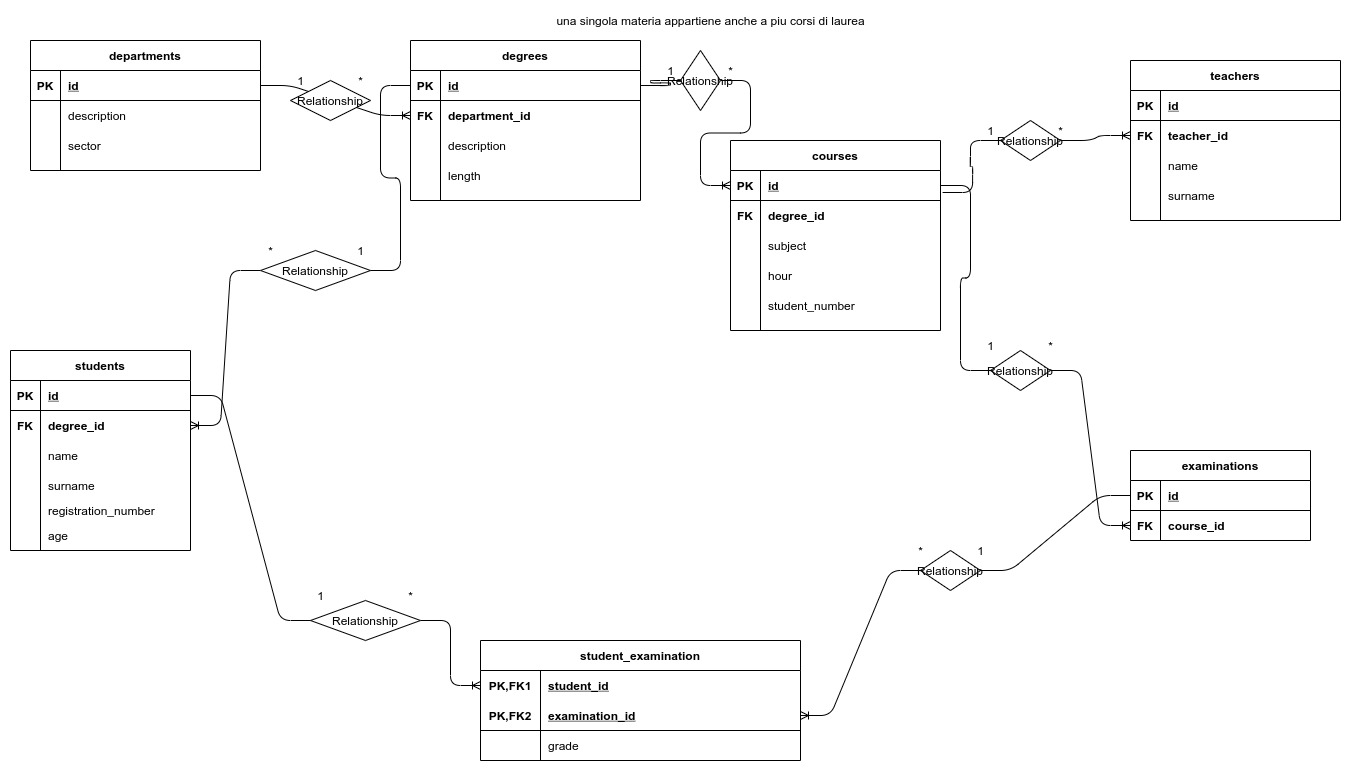 una singola materia appartiene anche a piu corsi di laurea
departments
PK id
description
sector
1
Relationship
*
degrees
PK id
FK department_id
description
length
1
Relationship
*
courses
PK id
FK degree_id
subject
hour
student_number
1
Relationship
*
teachers
PK id
FK teacher_id
name
surname
*
Relationship
1
students
PK id
FK degree_id
name
surname
registration_number
age
1
Relationship
*
examinations
PK id
FK course_id
*
Relationship
1
1
Relationship
*
student_examination
PK,FK1 student_id
PK,FK2 examination_id
grade